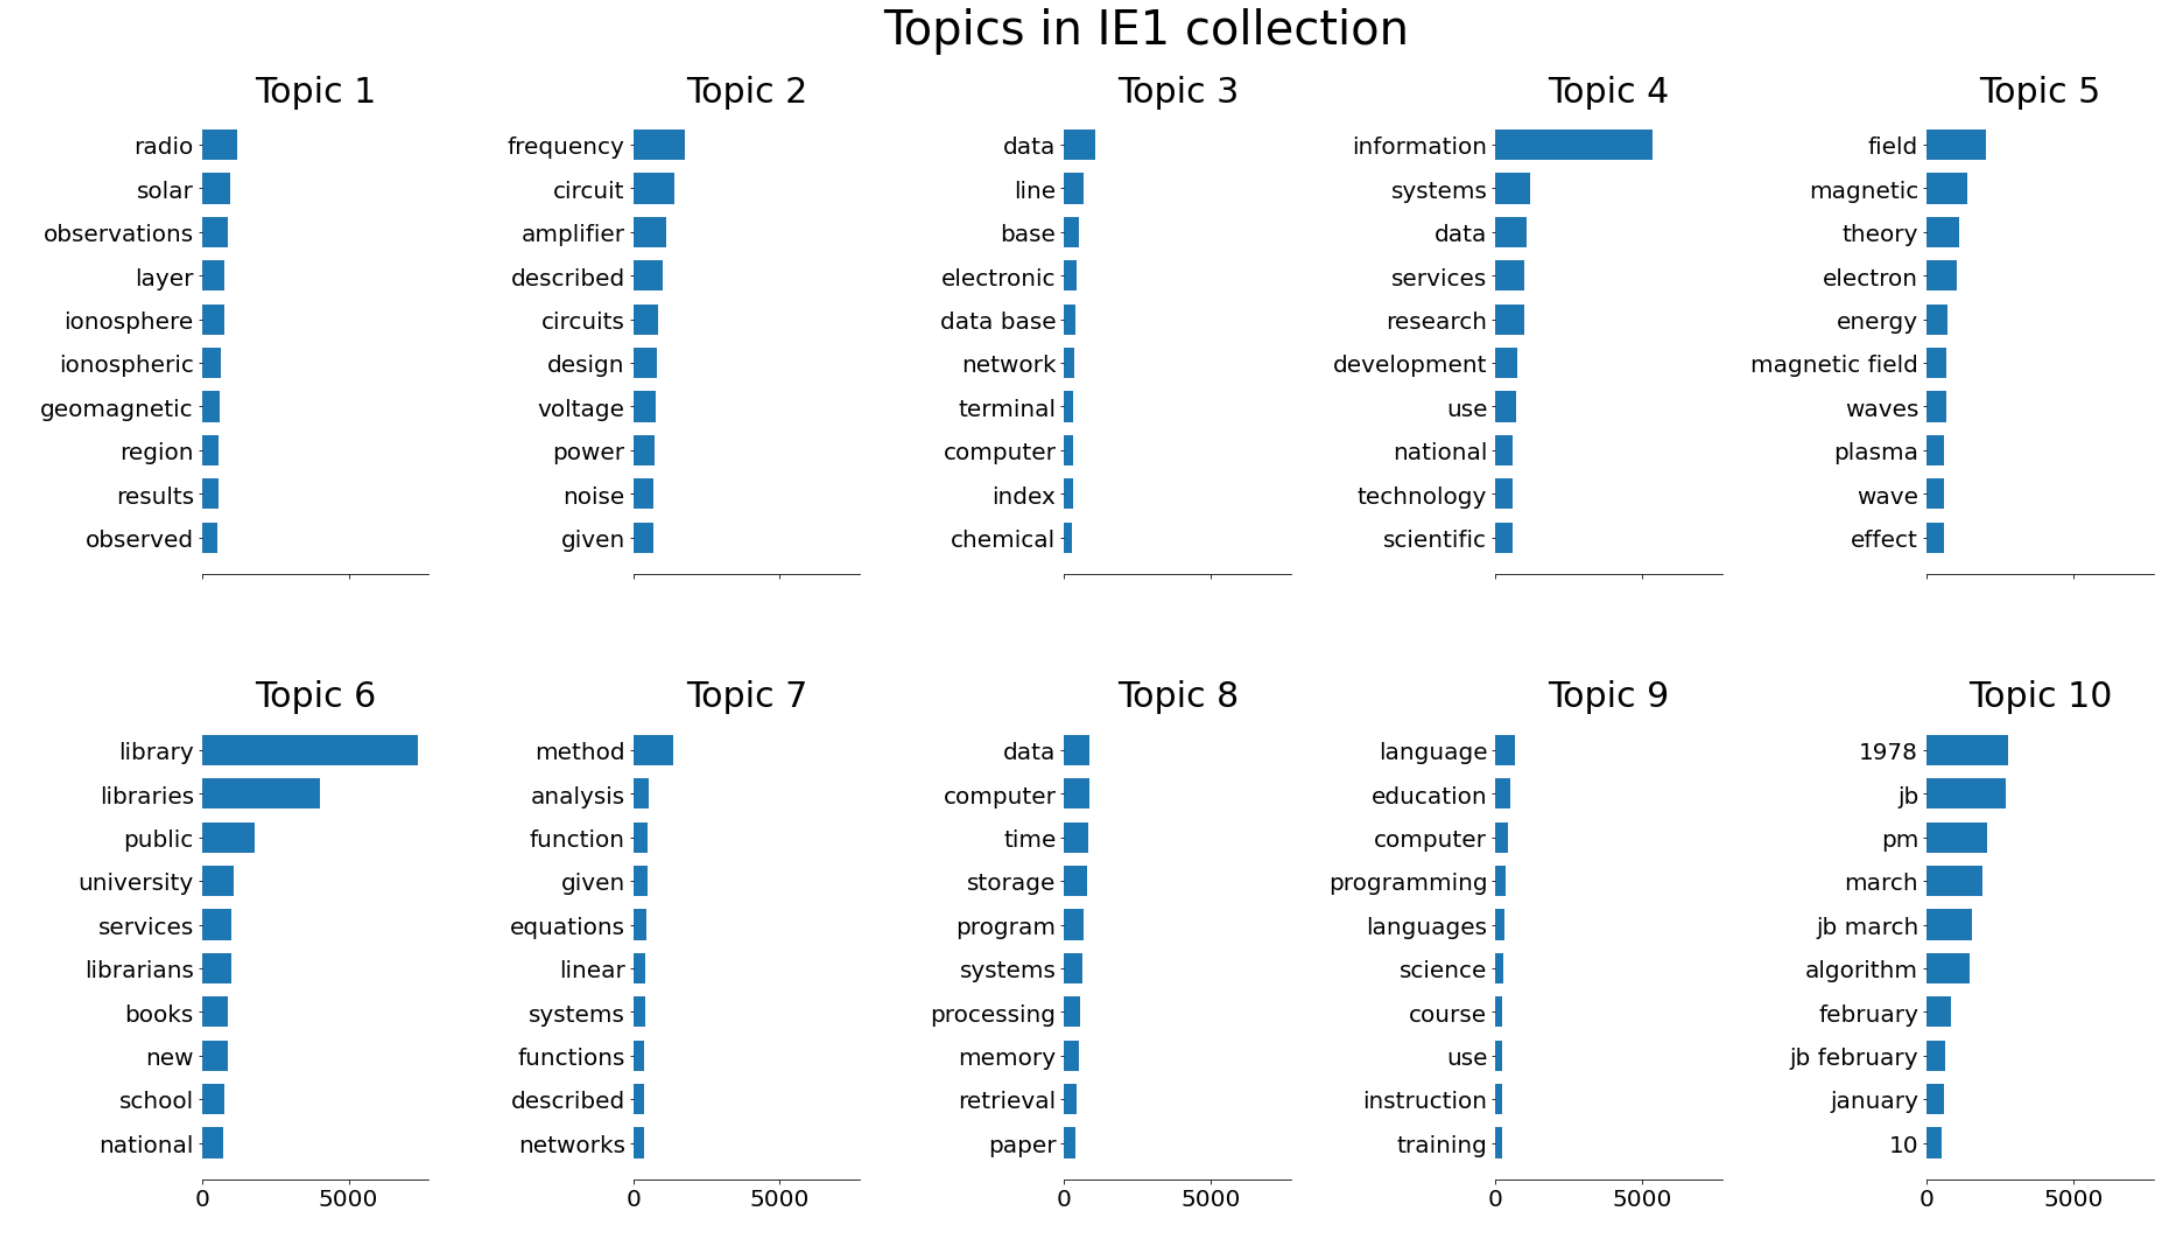 Topics in IE1 collection
Topic 1
radio
solar
observations
layer
ionosphere
ionospheric
geomagnetic
region
results
observed
Topic 2
frequency
circuit
amplifier
described
circuits
design
voltage
power
noise
given
Topic 3
data
line
base
electronic
data base
network
terminal
computer
index
chemical
Topic 4
information
systems
data
services
research
development
use
national
technology
scientific
Topic 5
field
magnetic
theory
electron
energy
magnetic field
waves
plasma
wave
effect
Topic 6
library
libraries
public
university
services
librarians
books
new
school
national
0 5000
Topic 7
method
analysis
function
given
equations
linear
systems
functions
described
networks
0 5000
Topic 8
data
computer
time
storage
program
systems
processing
memory
retrieval
paper
0 5000
Topic 9
language
education
computer
programming
languages
science
course
use
instruction
training
0 5000
Topic 10
1978
jb
pm
march
jb march
algorithm
february
jb february
january
10
0 5000